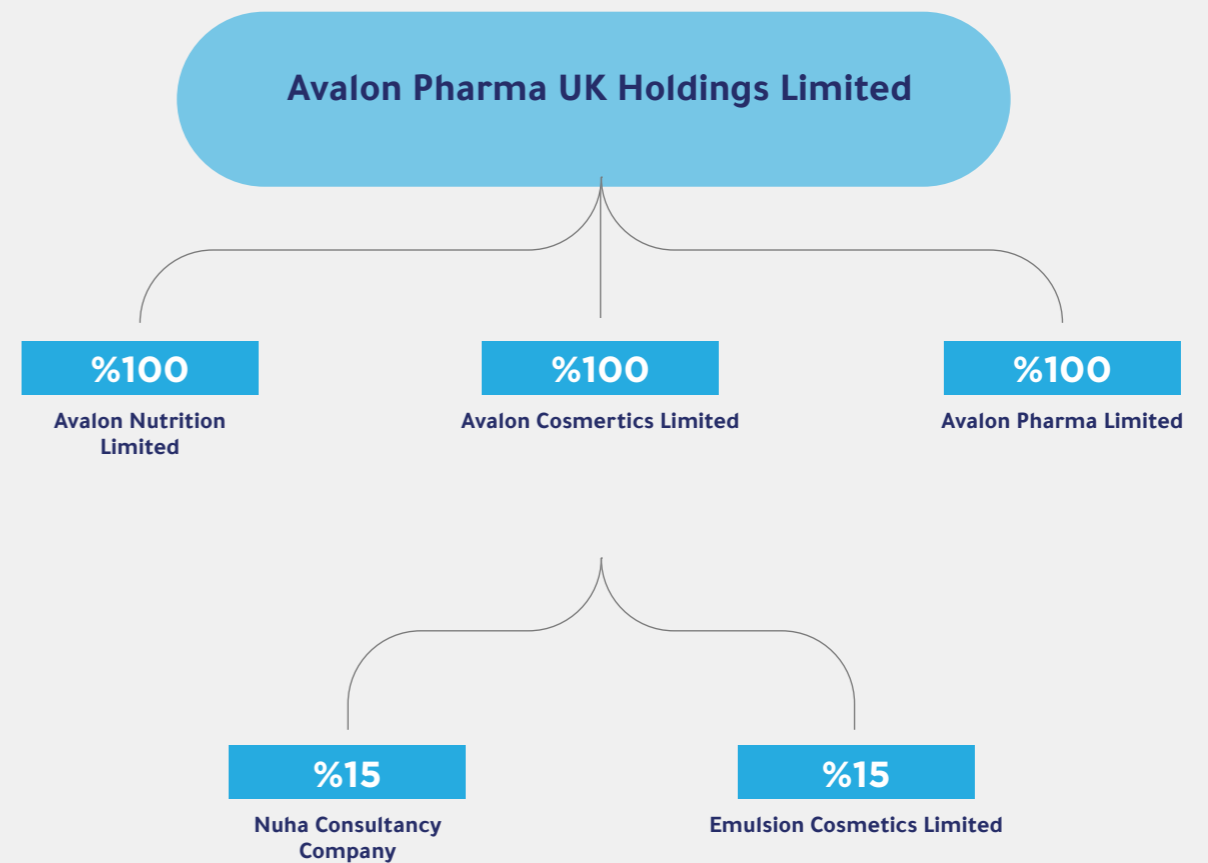 Avalon Pharma UK Holdings Limited
%100
%100
%100
Avalon Nutrition
Limited
Avalon Cosmertics Limited
Avalon Pharma Limited
%15
%15
Nuha Consultancy
Company
Emulsion Cosmetics Limited